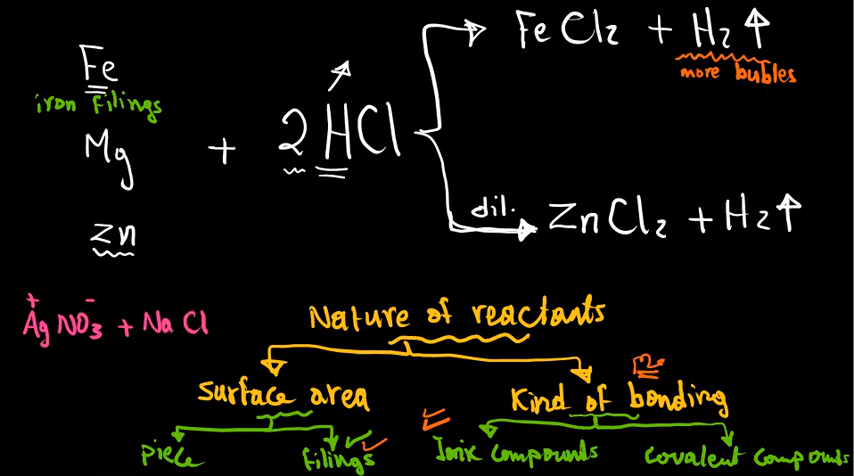 Fe
iron filings
Mg
Zn
+
2HCl
FeCl2 + H2↑
more bubles
dil.
ZnCl2 + H2↑
+ -
AgNO3 + NaCl
Nature of reactants
Surface area
Kind of bonding
piece
filings
Ionic Compounds
Covalent Compounds